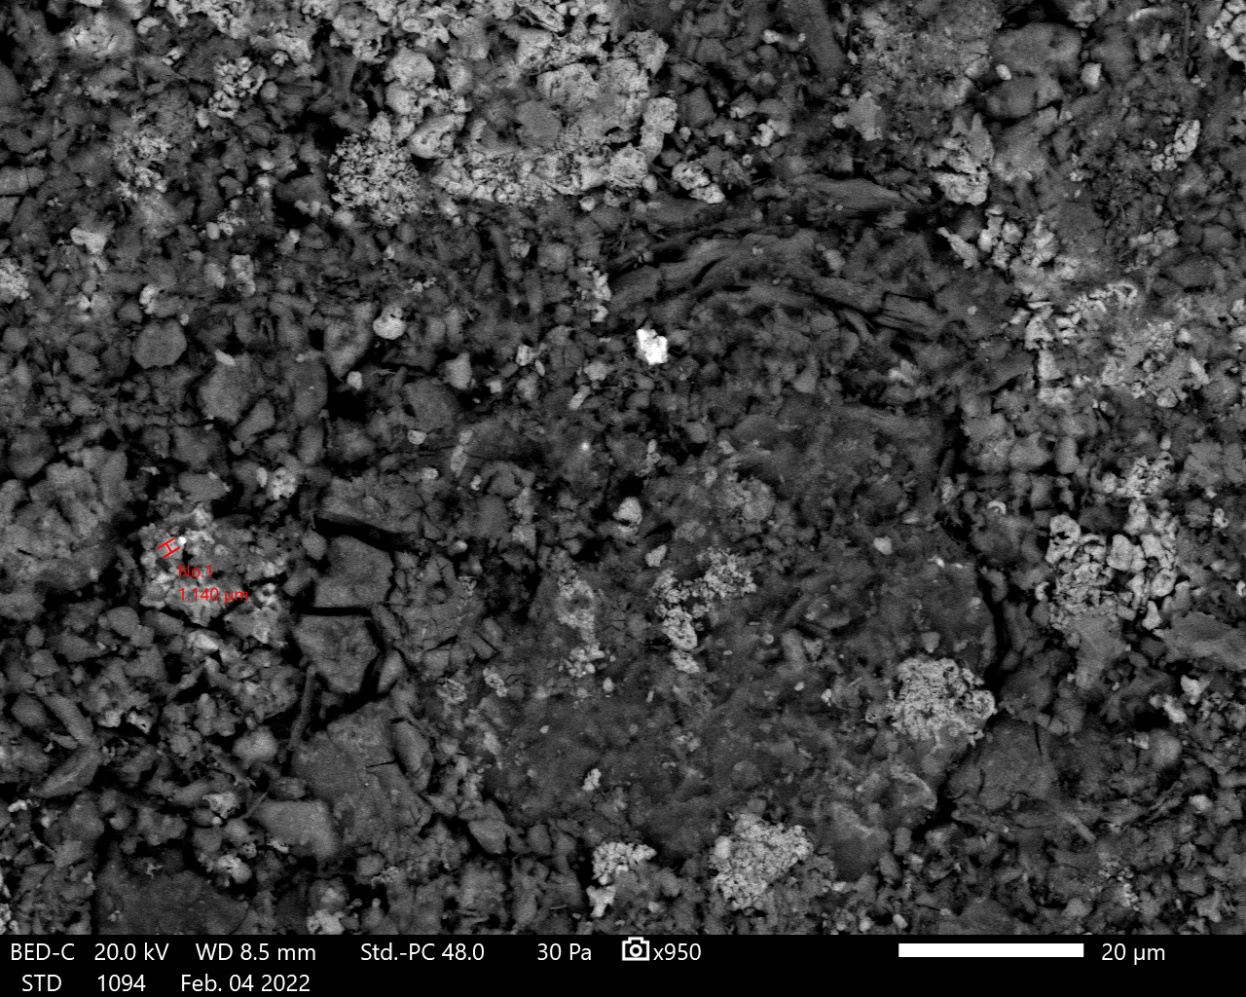 No.1
1.140 µm
BED-C 20.0 kV WD 8.5 mm Std.-PC 48.0 30 Pa x950 20 µm
STD 1094 Feb. 04 2022